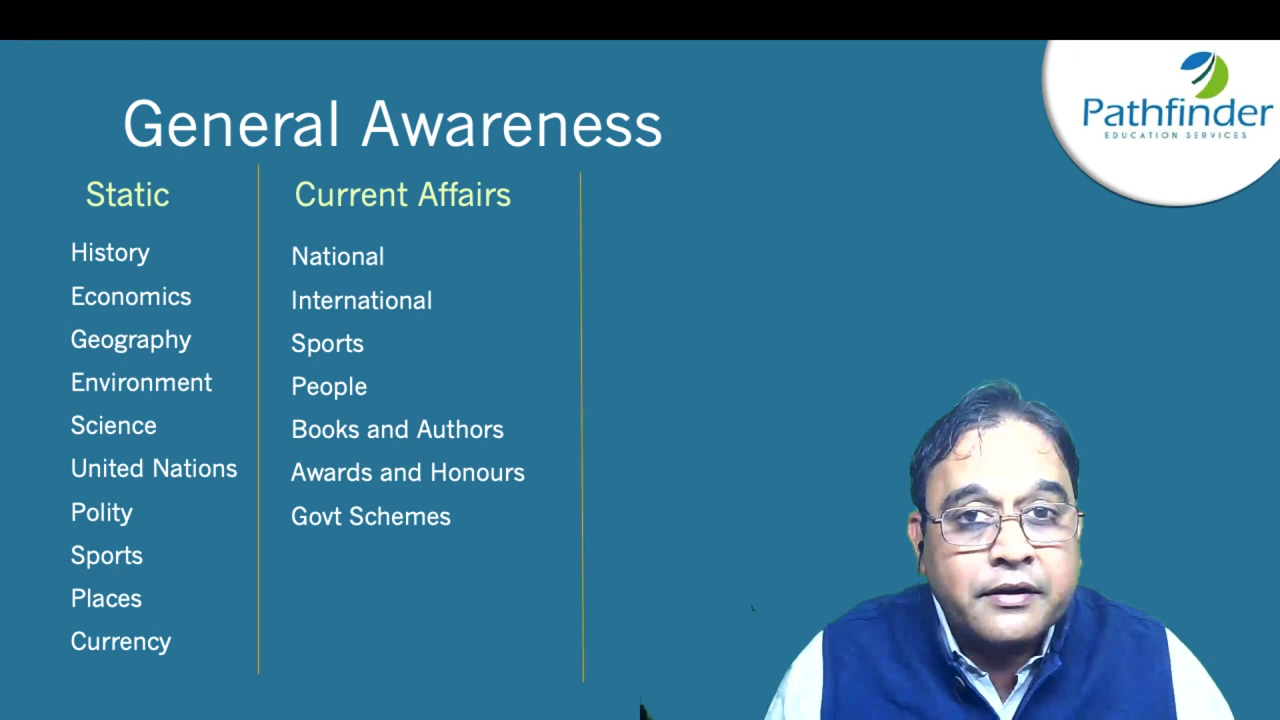 General Awareness
Pathfinder
EDUCATION SERVICES
Static
History
Economics
Geography
Environment
Science
United Nations
Polity
Sports
Places
Currency
Current Affairs
National
International
Sports
People
Books and Authors
Awards and Honours
Govt Schemes